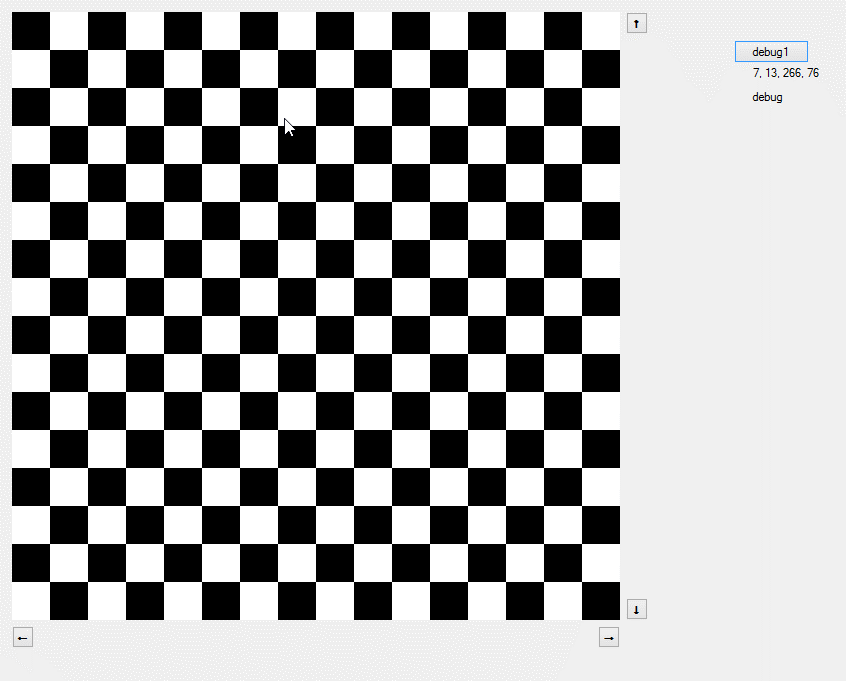 ↑
debug1
7, 13, 266, 76
debug
↓
← →